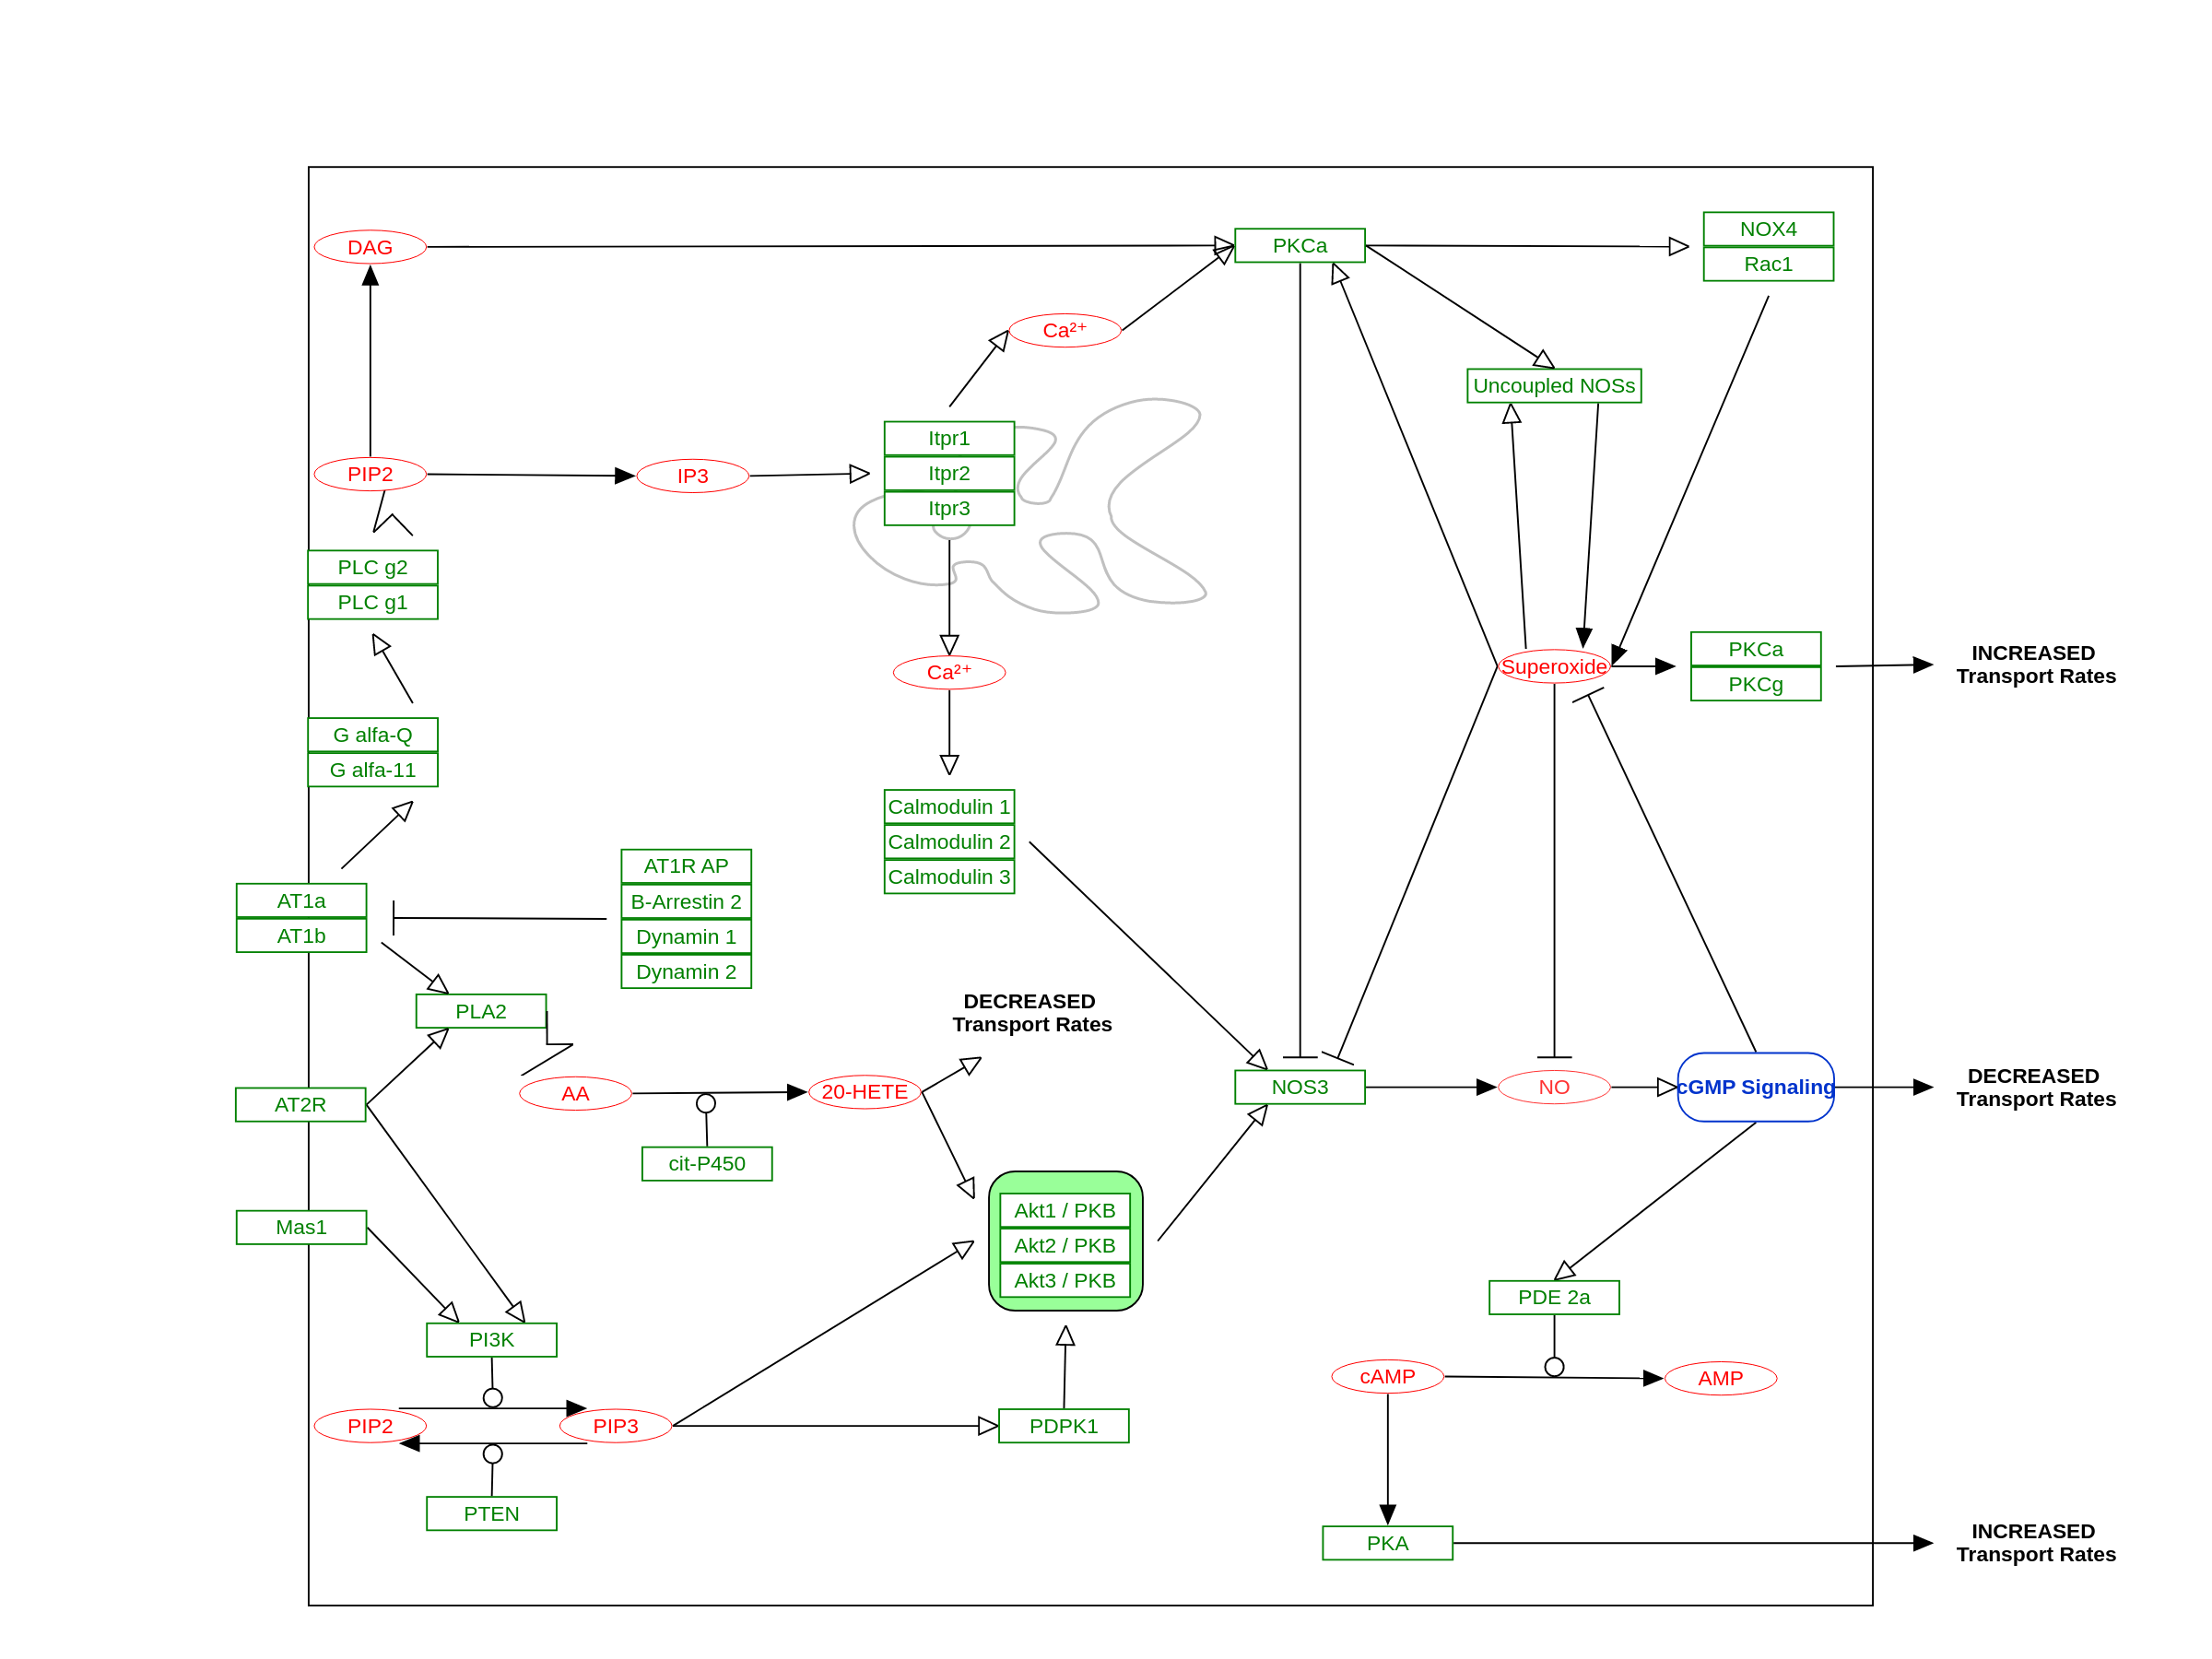 DAG
PKCa
NOX4
Rac1
Ca²⁺
Uncoupled NOSs
Itpr1
Itpr2
Itpr3
PIP2
IP3
PLC g2
PLC g1
Ca²⁺
Superoxide
PKCa
PKCg
INCREASED
Transport Rates
G alfa-Q
G alfa-11
Calmodulin 1
Calmodulin 2
Calmodulin 3
AT1R AP
B-Arrestin 2
Dynamin 1
Dynamin 2
AT1a
AT1b
PLA2
DECREASED
Transport Rates
AT2R
AA
20-HETE
NOS3
NO
cGMP Signaling
DECREASED
Transport Rates
cit-P450
Mas1
Akt1 / PKB
Akt2 / PKB
Akt3 / PKB
PDE 2a
PI3K
cAMP
AMP
PIP2
PIP3
PDPK1
PTEN
PKA
INCREASED
Transport Rates